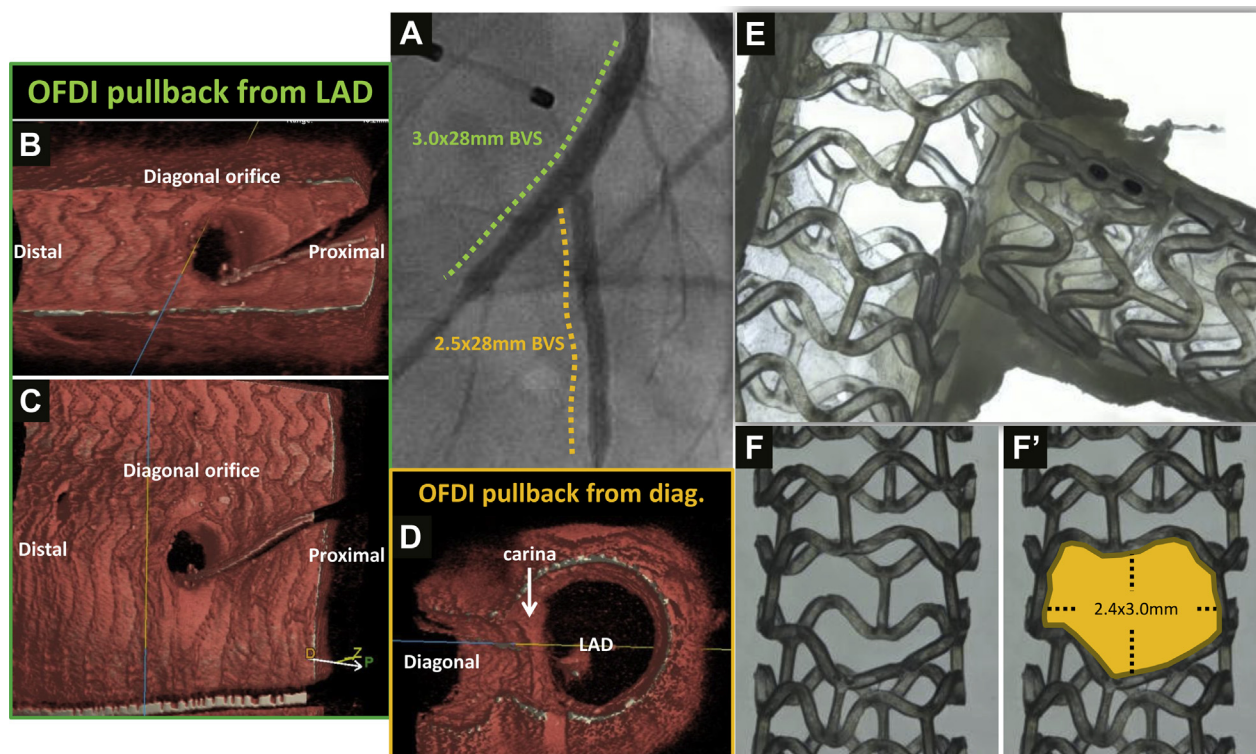 OFDI pullback from LAD
B
Diagonal orifice
Distal
Proximal
C
Diagonal orifice
Distal
Proximal
D
Z
P
A
3.0x28mm BVS
2.5x28mm BVS
OFDI pullback from diag.
D
carina
LAD
Diagonal
E
F
F’
2.4x3.0mm